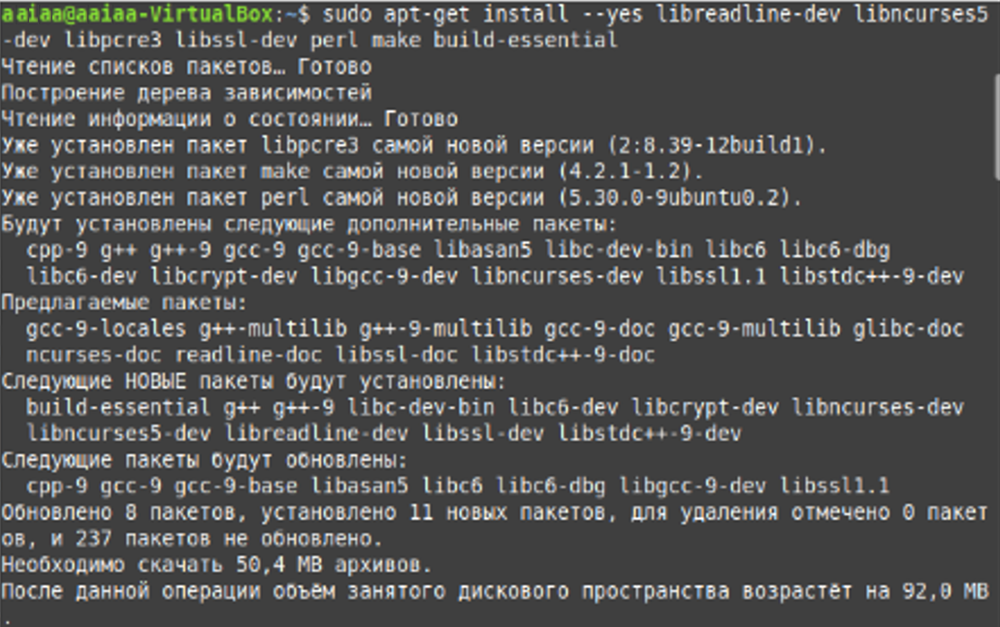 aaiaa@aaiaa-VirtualBox:~$ sudo apt-get install --yes libreadline-dev libncurses5
-dev libpcre3 libssl-dev perl make build-essential
Чтение списков пакетов… Готово
Построение дерева зависимостей
Чтение информации о состоянии… Готово
Уже установлен пакет libpcre3 самой новой версии (2:8.39-12build1).
Уже установлен пакет make самой новой версии (4.2.1-1.2).
Уже установлен пакет perl самой новой версии (5.30.0-9ubuntu0.2).
Будут установлены следующие дополнительные пакеты:
  cpp-9 g++ g++-9 gcc-9 gcc-9-base libasan5 libc-dev-bin libc6 libc6-dbg
  libc6-dev libcrypt-dev libgcc-9-dev libncurses-dev libssl1.1 libstdc++-9-dev
Предлагаемые пакеты:
  gcc-9-locales g++-multilib g++-9-multilib gcc-9-doc gcc-9-multilib glibc-doc
  ncurses-doc readline-doc libssl-doc libstdc++-9-doc
Следующие НОВЫЕ пакеты будут установлены:
  build-essential g++ g++-9 libc-dev-bin libc6-dev libcrypt-dev libncurses-dev
  libncurses5-dev libreadline-dev libssl-dev libstdc++-9-dev
Следующие пакеты будут обновлены:
  cpp-9 gcc-9 gcc-9-base libasan5 libc6 libc6-dbg libgcc-9-dev libssl1.1
Обновлено 8 пакетов, установлено 11 новых пакетов, для удаления отмечено 0 пакет
ов, и 237 пакетов не обновлено.
Необходимо скачать 50,4 MB архивов.
После данной операции объём занятого дискового пространства возрастёт на 92,0 MB
.